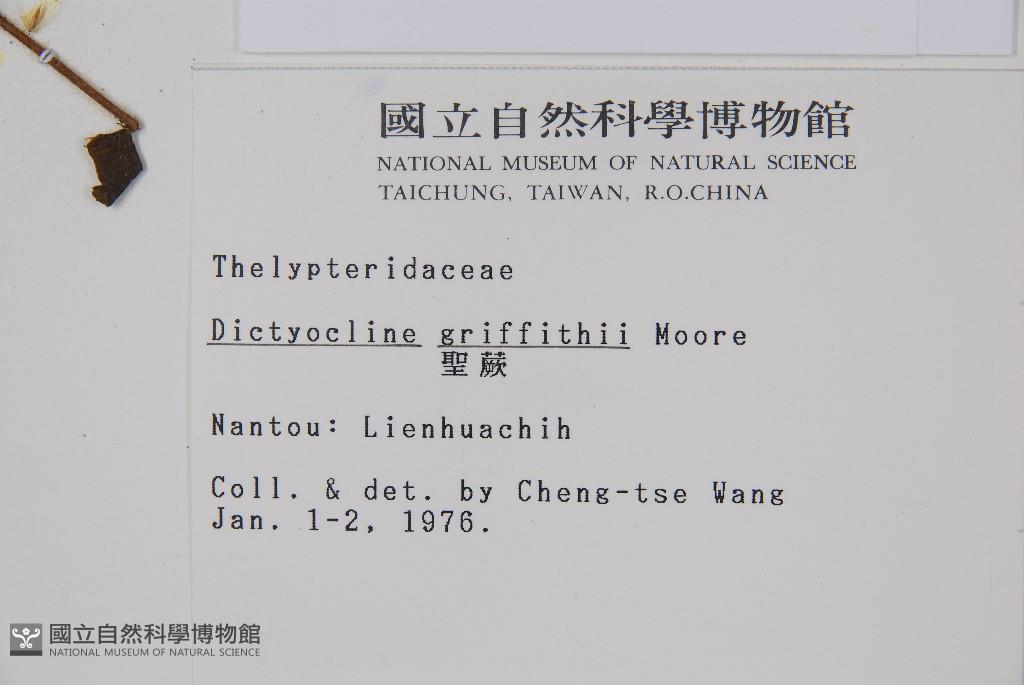 國立自然科學博物館
NATIONAL MUSEUM OF NATURAL SCIENCE
TAICHUNG, TAIWAN, R.O.CHINA
Thelypteridaceae
Dictyocline griffithii Moore
聖蕨
Nantou: Lienhuachih
Coll. & det. by Cheng-tse Wang
Jan. 1-2, 1976.
國立自然科學博物館
NATIONAL MUSEUM OF NATURAL SCIENCE